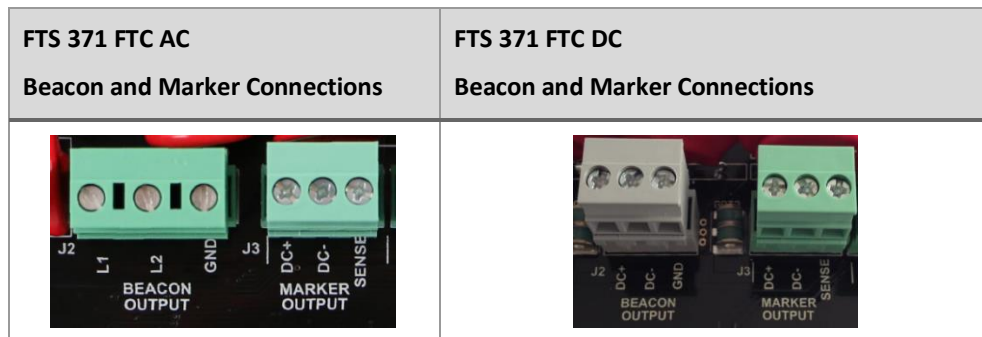 FTS 371 FTC AC
Beacon and Marker Connections
FTS 371 FTC DC
Beacon and Marker Connections
J2
L1
L2
GND
BEACON
OUTPUT
J3
DC+
DC-
SENSE
MARKER
OUTPUT
J2
DC+
DC-
GND
BEACON
OUTPUT
J3
DC+
DC-
SENSE
MARKER
OUTPUT